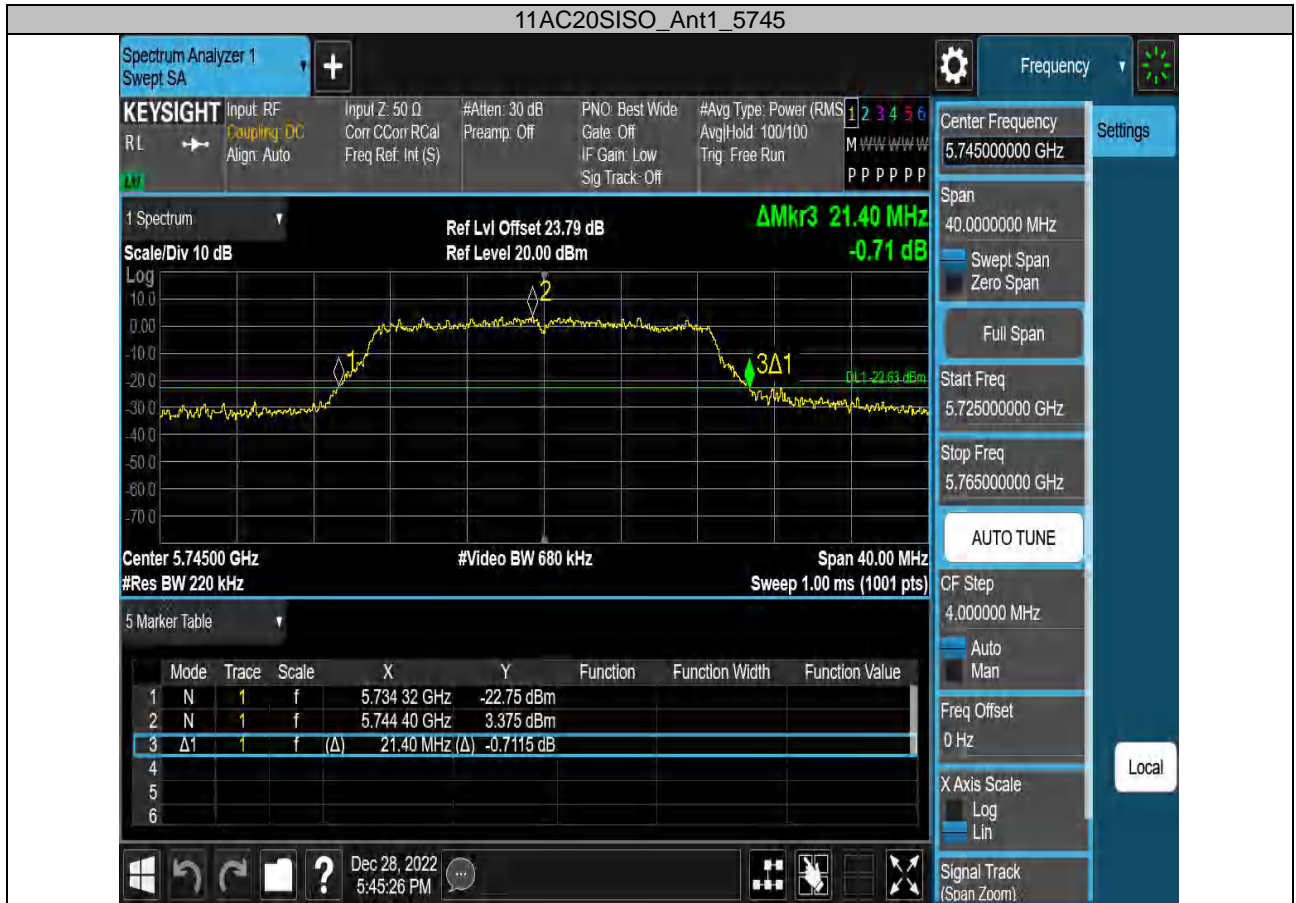 11AC20SISO_Ant1_5745
Spectrum Analyzer 1
Swept SA
Frequency
KEYSIGHT
RL
Input: RF
Coupling: DC
Align: Auto
Input Z: 50 Ω
Corr CCorr RCal
Freq Ref: Int (S)
#Atten: 30 dB
Preamp: Off
PNO: Best Wide
Gate: Off
IF Gain: Low
Sig Track: Off
#Avg Type: Power (RMS
Avg|Hold: 100/100
Trig: Free Run
1 2 3 4 5 6
M W W W W W
P P P P P P
1 Spectrum
Scale/Div 10 dB
Ref Lvl Offset 23.79 dB
Ref Level 20.00 dBm
ΔMkr3 21.40 MHz
-0.71 dB
Log
10.0
0.00
-10.0
-20.0
-30.0
-40.0
-50.0
-60.0
-70.0
1
2
3Δ1
DL1 -22.63 dBm
Center 5.74500 GHz
#Video BW 680 kHz
Span 40.00 MHz
#Res BW 220 kHz
Sweep 1.00 ms (1001 pts)
5 Marker Table
Mode Trace Scale X Y Function Function Width Function Value
1 N 1 f 5.734 32 GHz -22.75 dBm
2 N 1 f 5.744 40 GHz 3.375 dBm
3 Δ1 1 f (Δ) 21.40 MHz (Δ) -0.7115 dB
4
5
6
Dec 28, 2022
5:45:26 PM
Center Frequency
5.745000000 GHz
Settings
Span
40.0000000 MHz
Swept Span
Zero Span
Full Span
Start Freq
5.725000000 GHz
Stop Freq
5.765000000 GHz
AUTO TUNE
CF Step
4.000000 MHz
Auto
Man
Freq Offset
0 Hz
X Axis Scale
Log
Lin
Local
Signal Track
(Span Zoom)